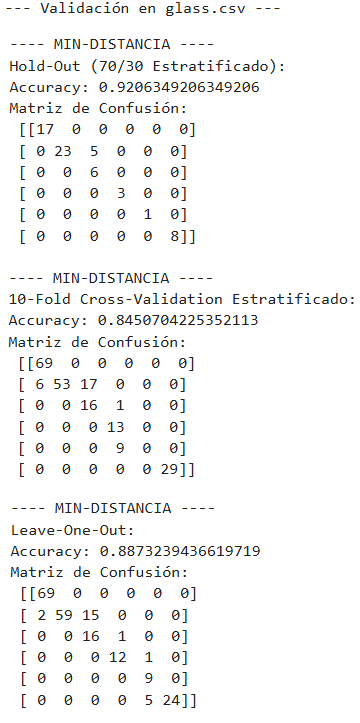 --- Validación en glass.csv ---
---- MIN-DISTANCIA ----
Hold-Out (70/30 Estratificado):
Accuracy: 0.9206349206349206
Matriz de Confusión:
[[17  0  0  0  0  0]
[ 0 23  5  0  0  0]
[ 0  0  6  0  0  0]
[ 0  0  0  3  0  0]
[ 0  0  0  0  1  0]
[ 0  0  0  0  0  8]]
---- MIN-DISTANCIA ----
10-Fold Cross-Validation Estratificado:
Accuracy: 0.8450704225352113
Matriz de Confusión:
[[69  0  0  0  0  0]
[ 6 53 17  0  0  0]
[ 0  0 16  1  0  0]
[ 0  0  0 13  0  0]
[ 0  0  0  9  0  0]
[ 0  0  0  0  0 29]]
---- MIN-DISTANCIA ----
Leave-One-Out:
Accuracy: 0.8873239436619719
Matriz de Confusión:
[[69  0  0  0  0  0]
[ 2 59 15  0  0  0]
[ 0  0 16  1  0  0]
[ 0  0  0 12  1  0]
[ 0  0  0  0  9  0]
[ 0  0  0  0  5 24]]